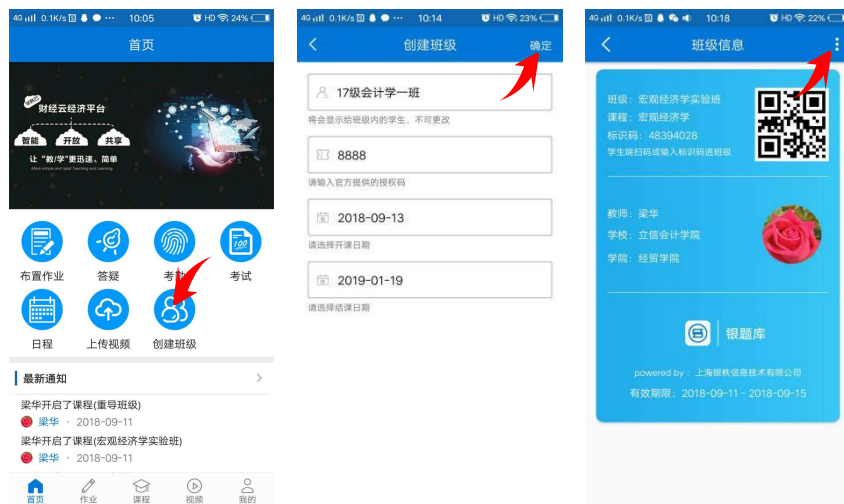 4G 0.1K/s 10:05 HD 24%
首页
财经云经济平台
智能 开放 共享
让“教/学”更迅速、简单
More simple and rapid Teaching and Learning
布置作业 答疑 考勤 考试
日程 上传视频 创建班级
最新通知
梁华开启了课程(重导班级)
梁华 · 2018-09-11
梁华开启了课程(宏观经济学实验班)
梁华 · 2018-09-11
首页 作业 课程 视频 我的
4G 0.1K/s 10:14 HD 23%
创建班级 确定
17级会计学一班
将会显示给班级内的学生，不可更改
8888
请输入官方提供的授权码
2018-09-13
请选择开课日期
2019-01-19
请选择结课日期
4G 0.1K/s 10:18 HD 22%
班级信息
班级：宏观经济学实验班
课程：宏观经济学
标识码：48394028
学生端扫码或输入标识码进班级
教师：梁华
学校：立信会计学院
学院：经贸学院
银题库
powered by：上海银轶信息技术有限公司
有效期限：2018-09-11 - 2018-09-15